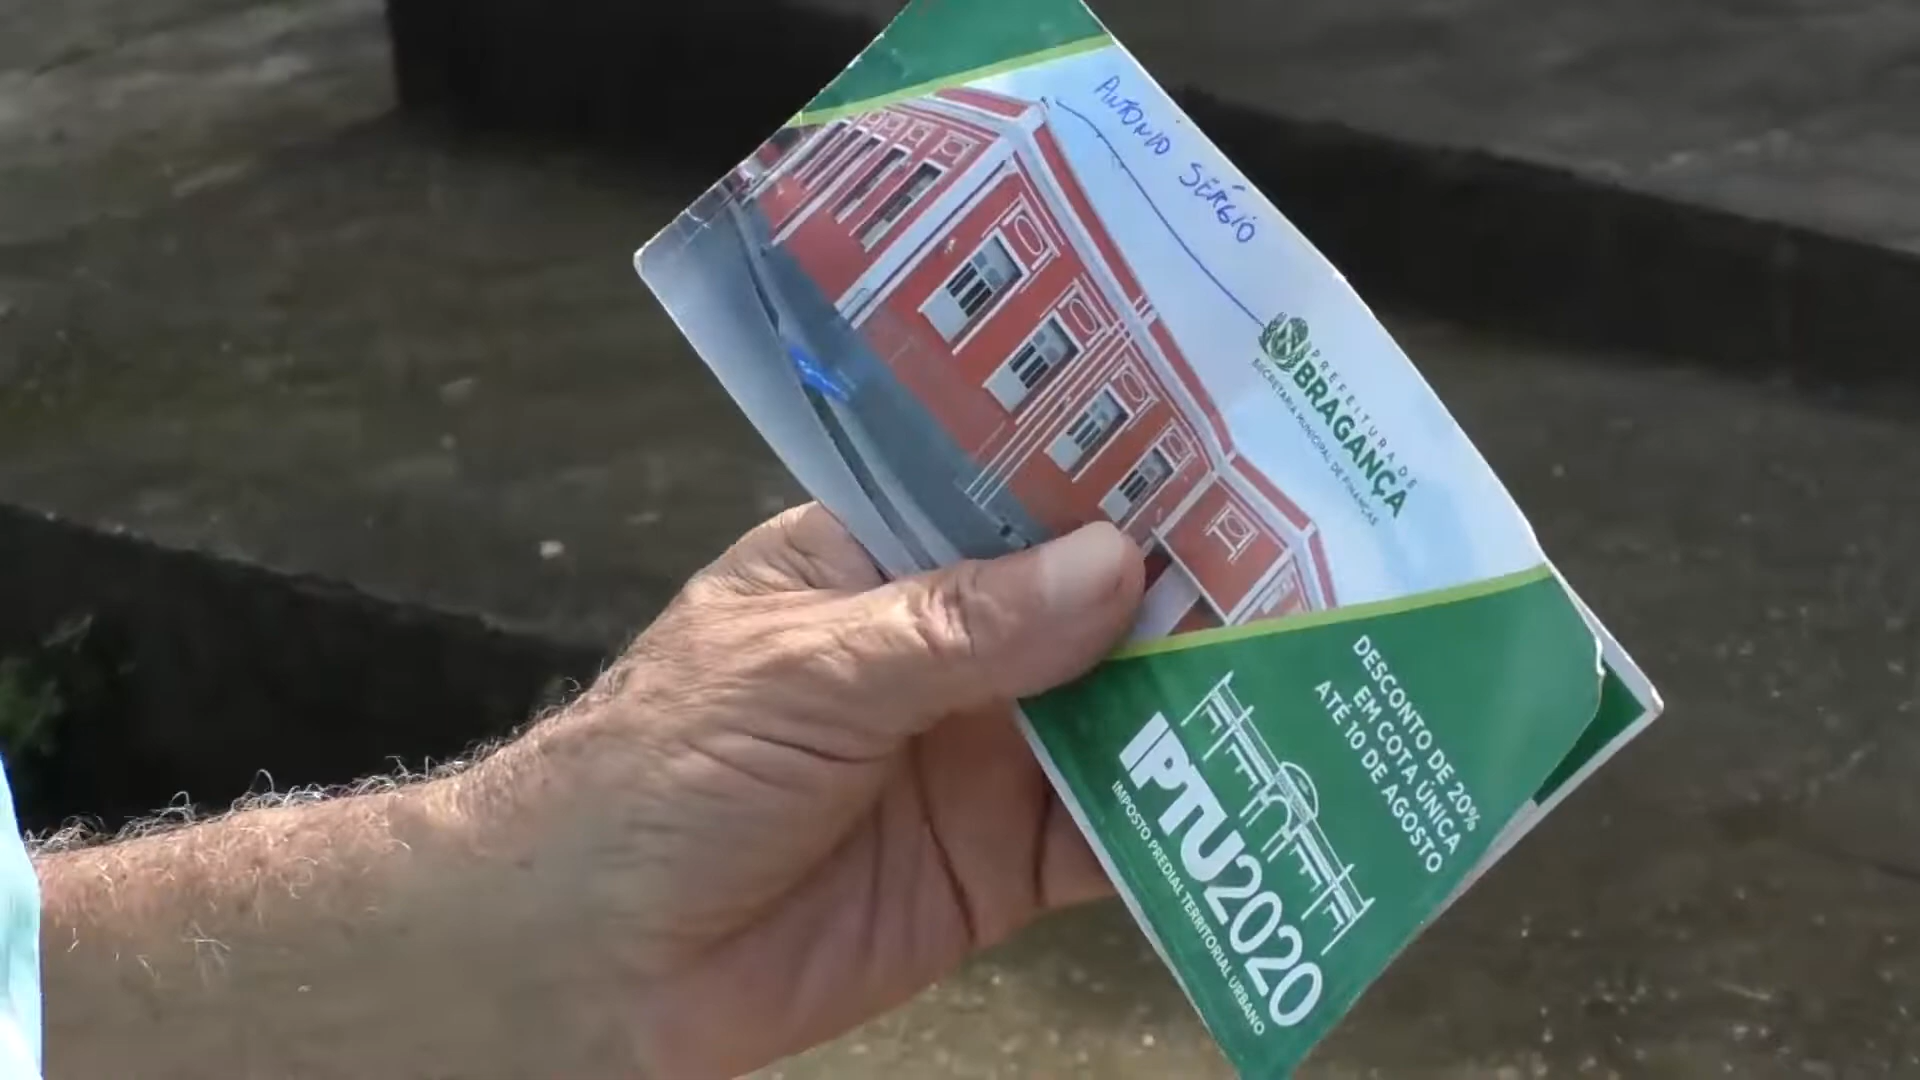 ANTONIO SÉRGIO
PREFEITURA DE
BRAGANÇA
SECRETARIA MUNICIPAL DE FINANÇAS
DESCONTO DE 20%
EM COTA ÚNICA
ATÉ 10 DE AGOSTO
IPTU2020
IMPOSTO PREDIAL TERRITORIAL URBANO